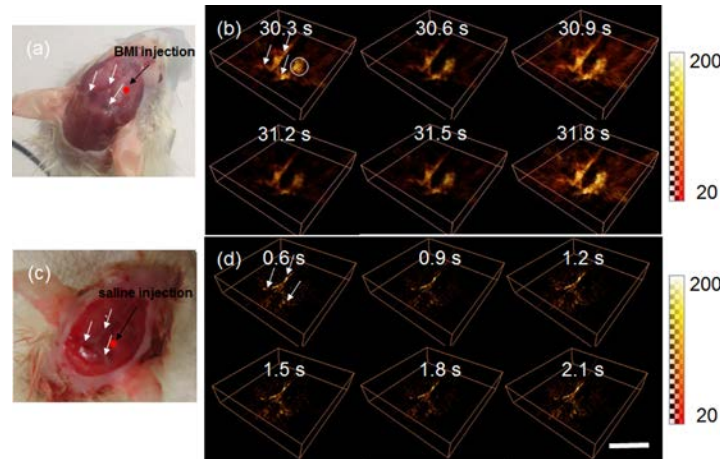 (a)
BMI injection
(b)
30.3 s
30.6 s
30.9 s
31.2 s
31.5 s
31.8 s
200
20
(c)
saline injection
(d)
0.6 s
0.9 s
1.2 s
1.5 s
1.8 s
2.1 s
200
20